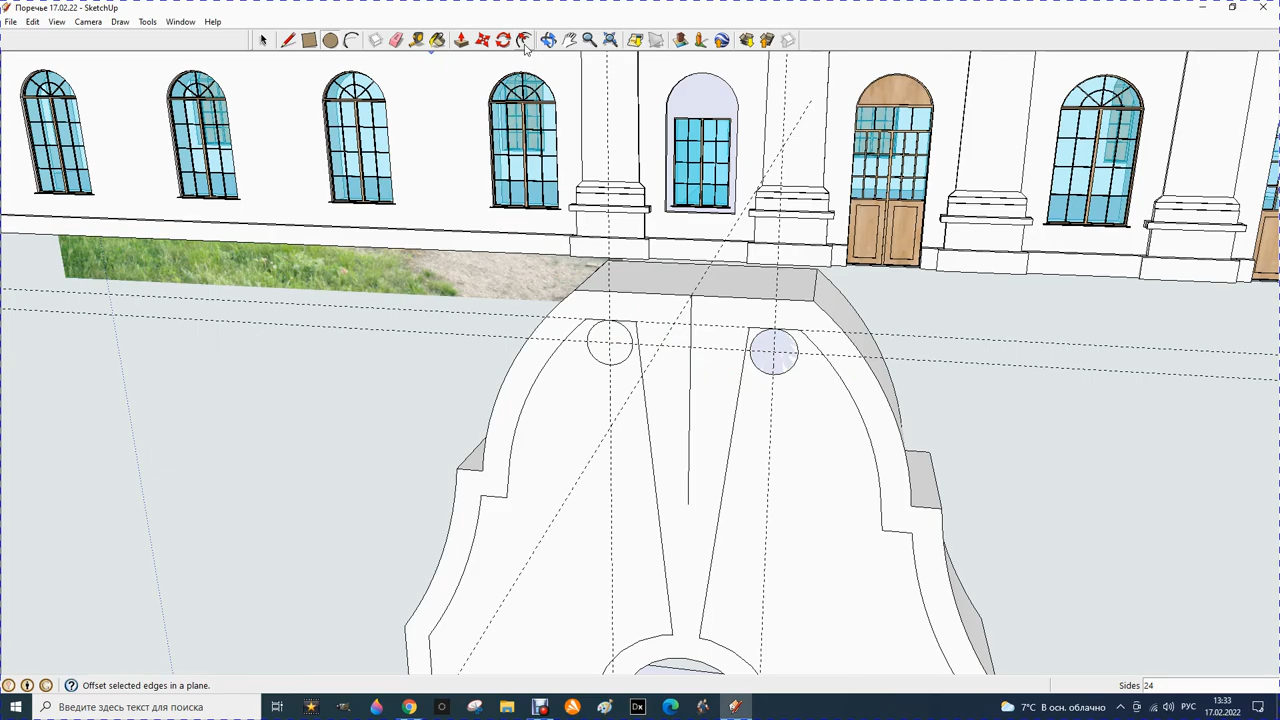 Поречье 17.02.22 - SketchUp
File Edit View Camera Draw Tools Window Help
Offset selected edges in a plane.
Sides 24
Введите здесь текст для поиска
Dx
7°C В осн. облачно
РУС
13:33
17.02.2022